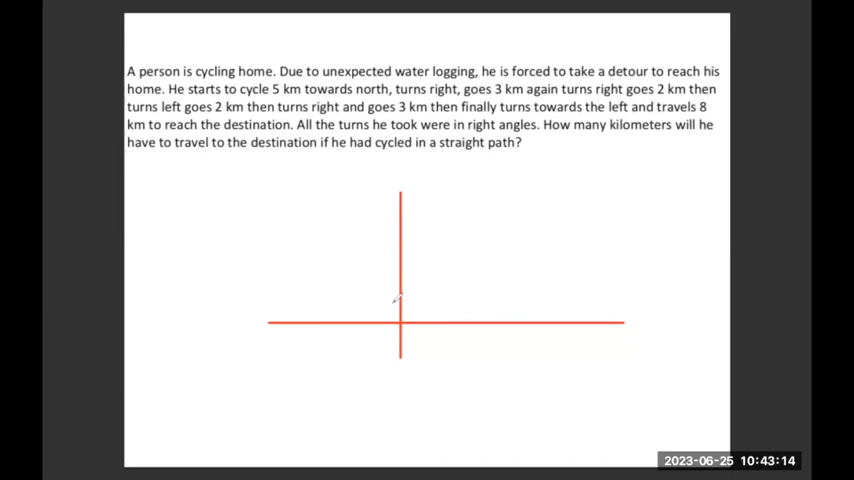 A person is cycling home. Due to unexpected water logging, he is forced to take a detour to reach his
home. He starts to cycle 5 km towards north, turns right, goes 3 km again turns right goes 2 km then
turns left goes 2 km then turns right and goes 3 km then finally turns towards the left and travels 8
km to reach the destination. All the turns he took were in right angles. How many kilometers will he
have to travel to the destination if he had cycled in a straight path?
2023-06-25 10:43:14